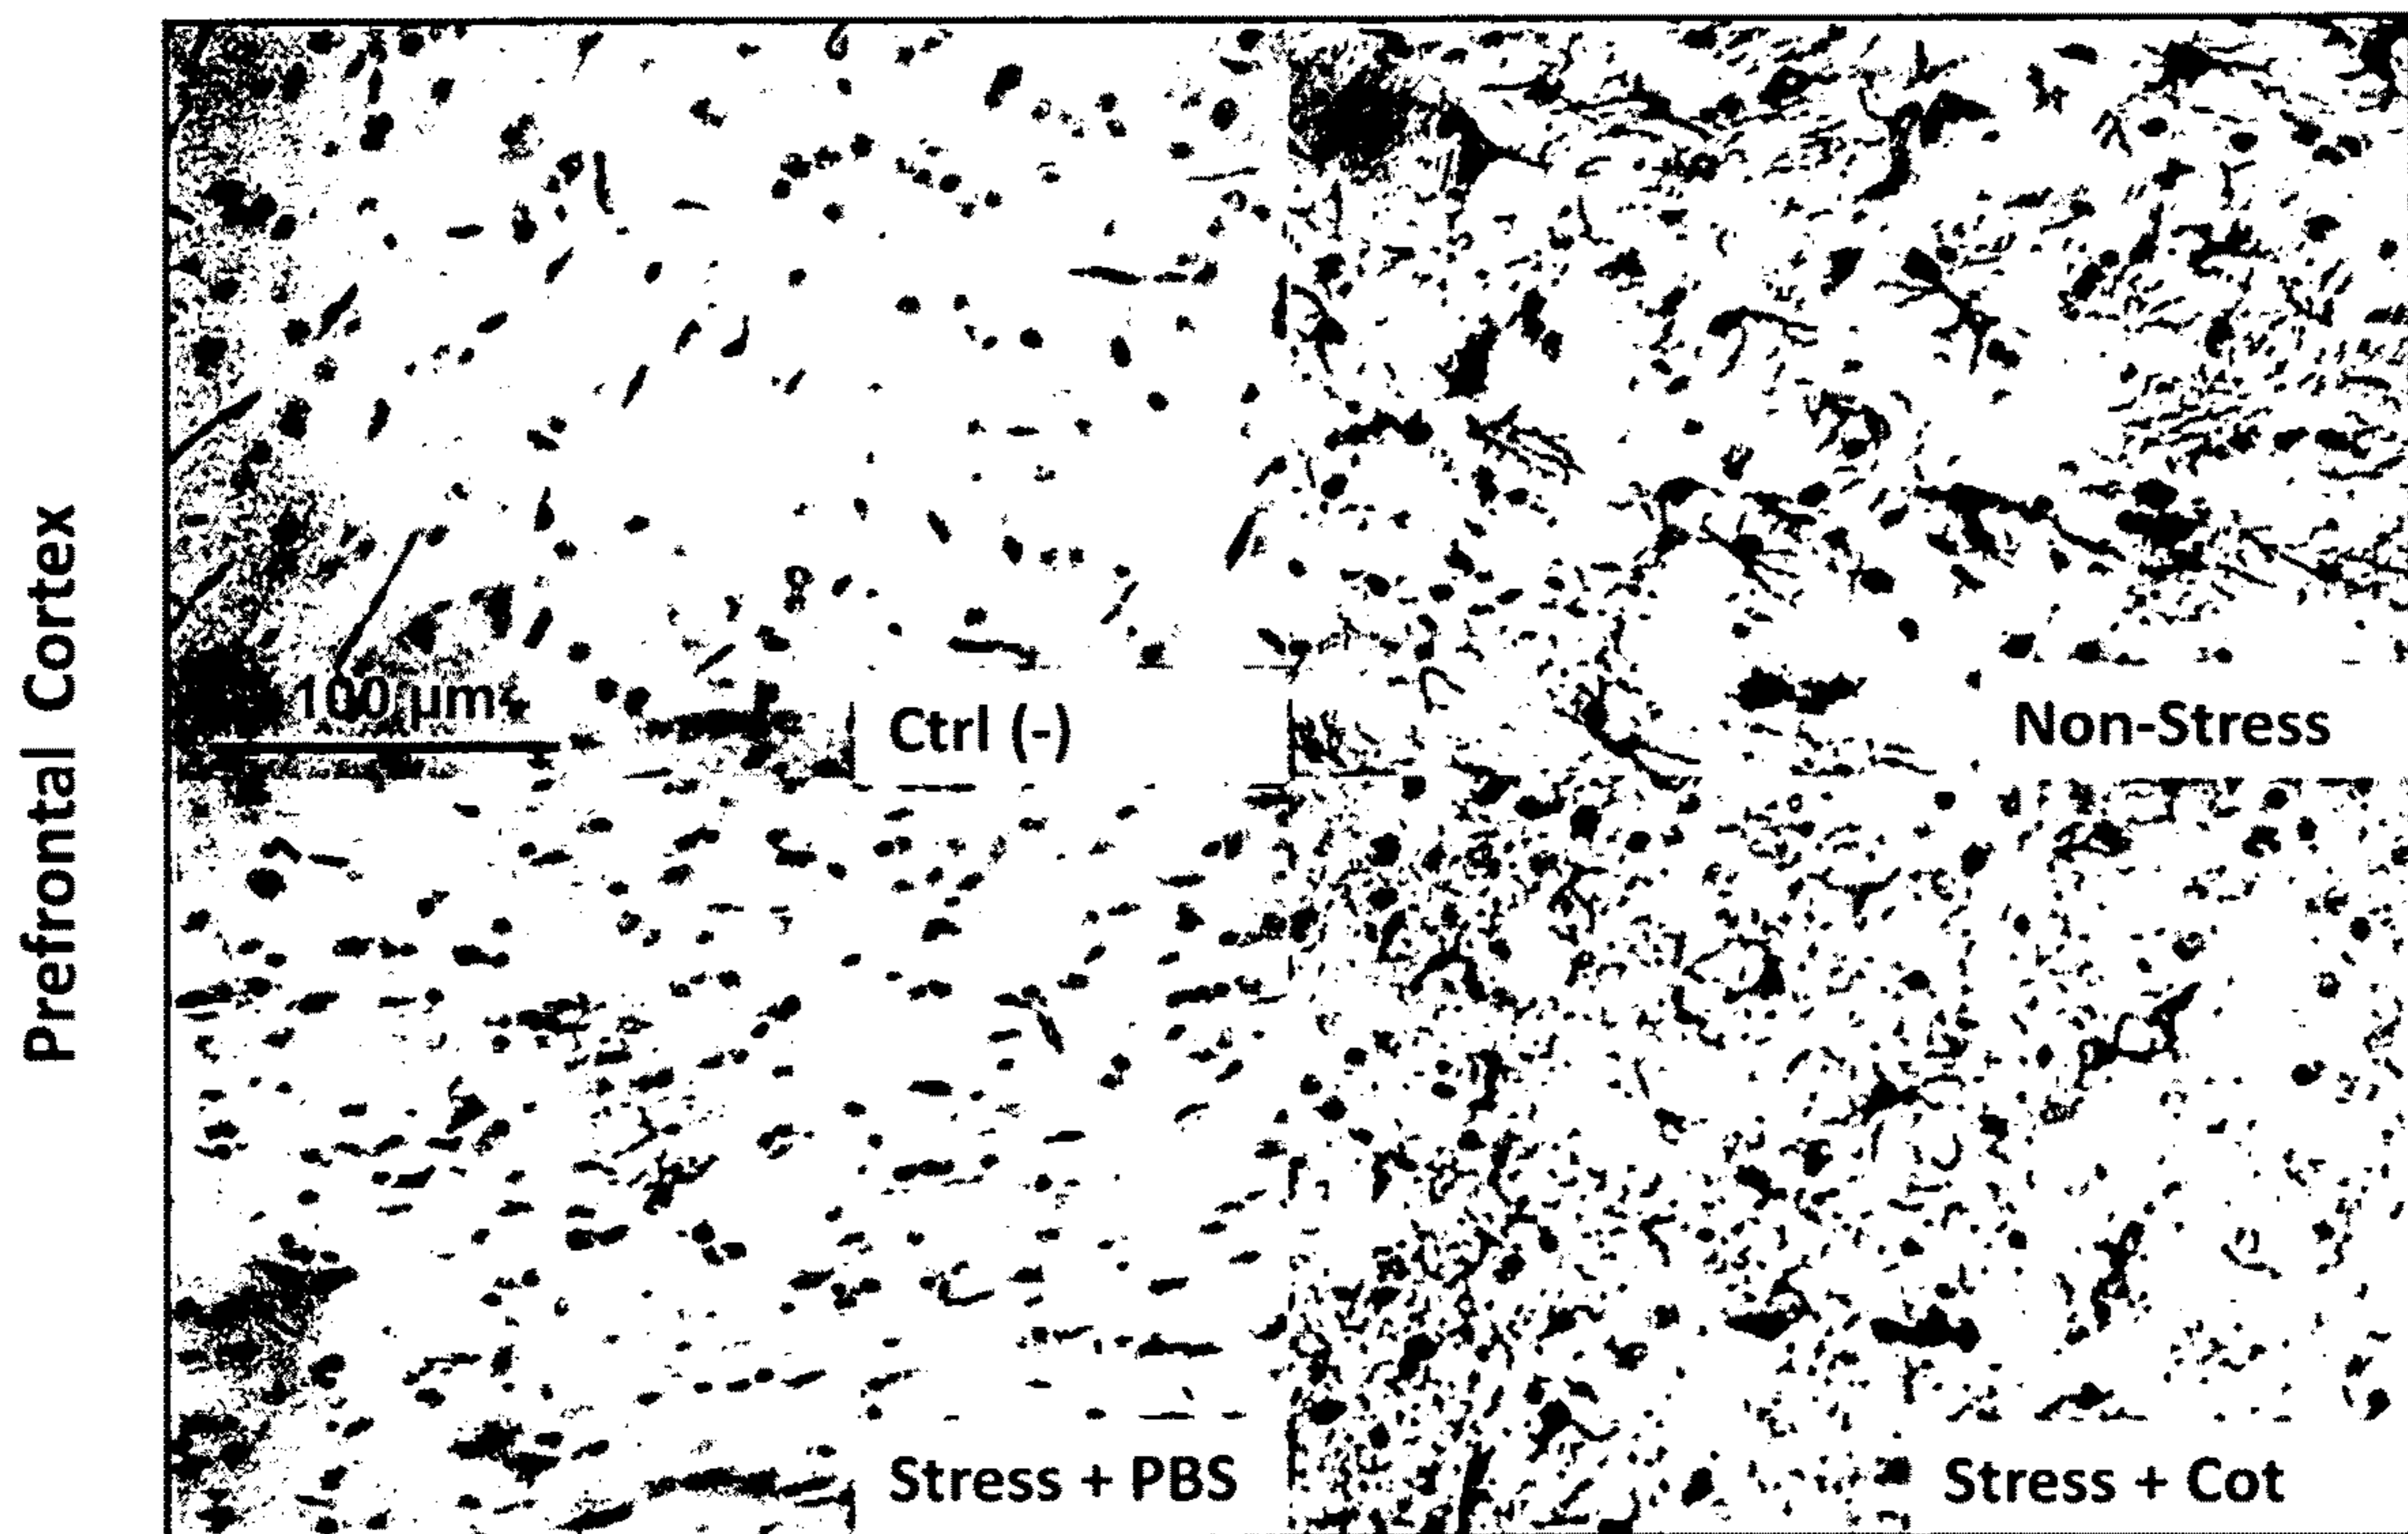 Prefrontal Cortex
100 µm
Ctrl (-)
Non-Stress
Stress + PBS
Stress + Cot